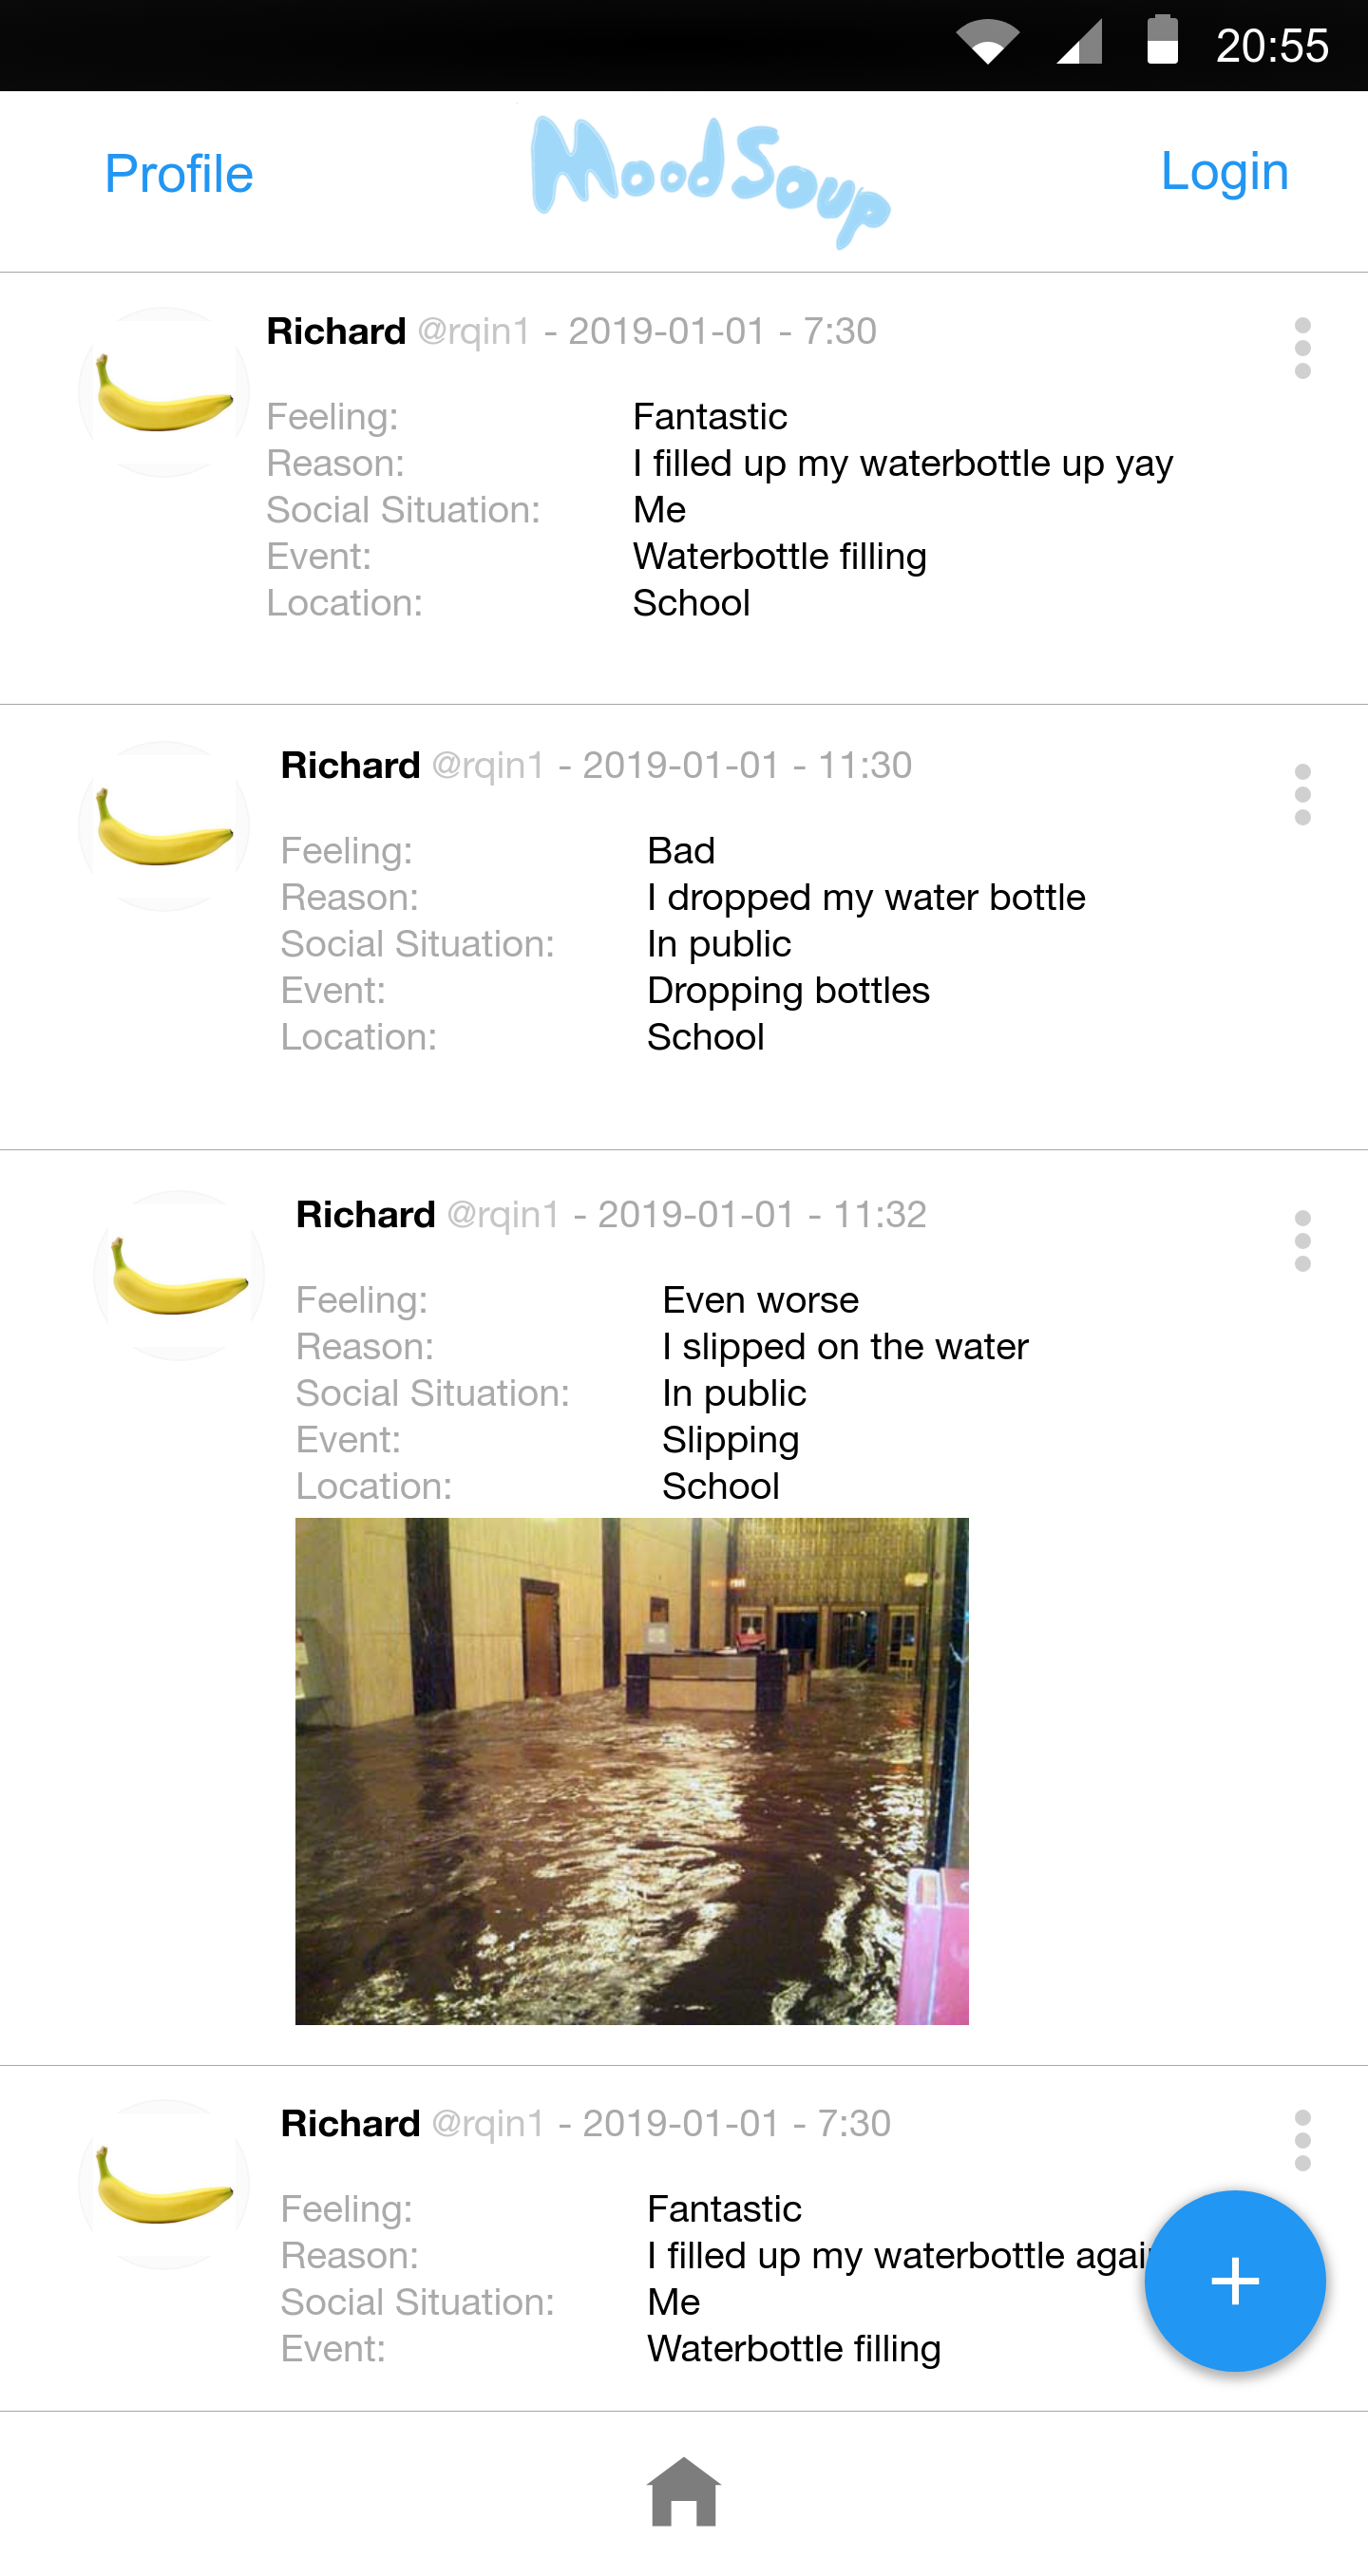 20:55
Profile MoodSoup Login
Richard @rqin1 - 2019-01-01 - 7:30
Feeling: Fantastic
Reason: I filled up my waterbottle up yay
Social Situation: Me
Event: Waterbottle filling
Location: School
Richard @rqin1 - 2019-01-01 - 11:30
Feeling: Bad
Reason: I dropped my water bottle
Social Situation: In public
Event: Dropping bottles
Location: School
Richard @rqin1 - 2019-01-01 - 11:32
Feeling: Even worse
Reason: I slipped on the water
Social Situation: In public
Event: Slipping
Location: School
Richard @rqin1 - 2019-01-01 - 7:30
Feeling: Fantastic
Reason: I filled up my waterbottle
Social Situation: Me
Event: Waterbottle filling